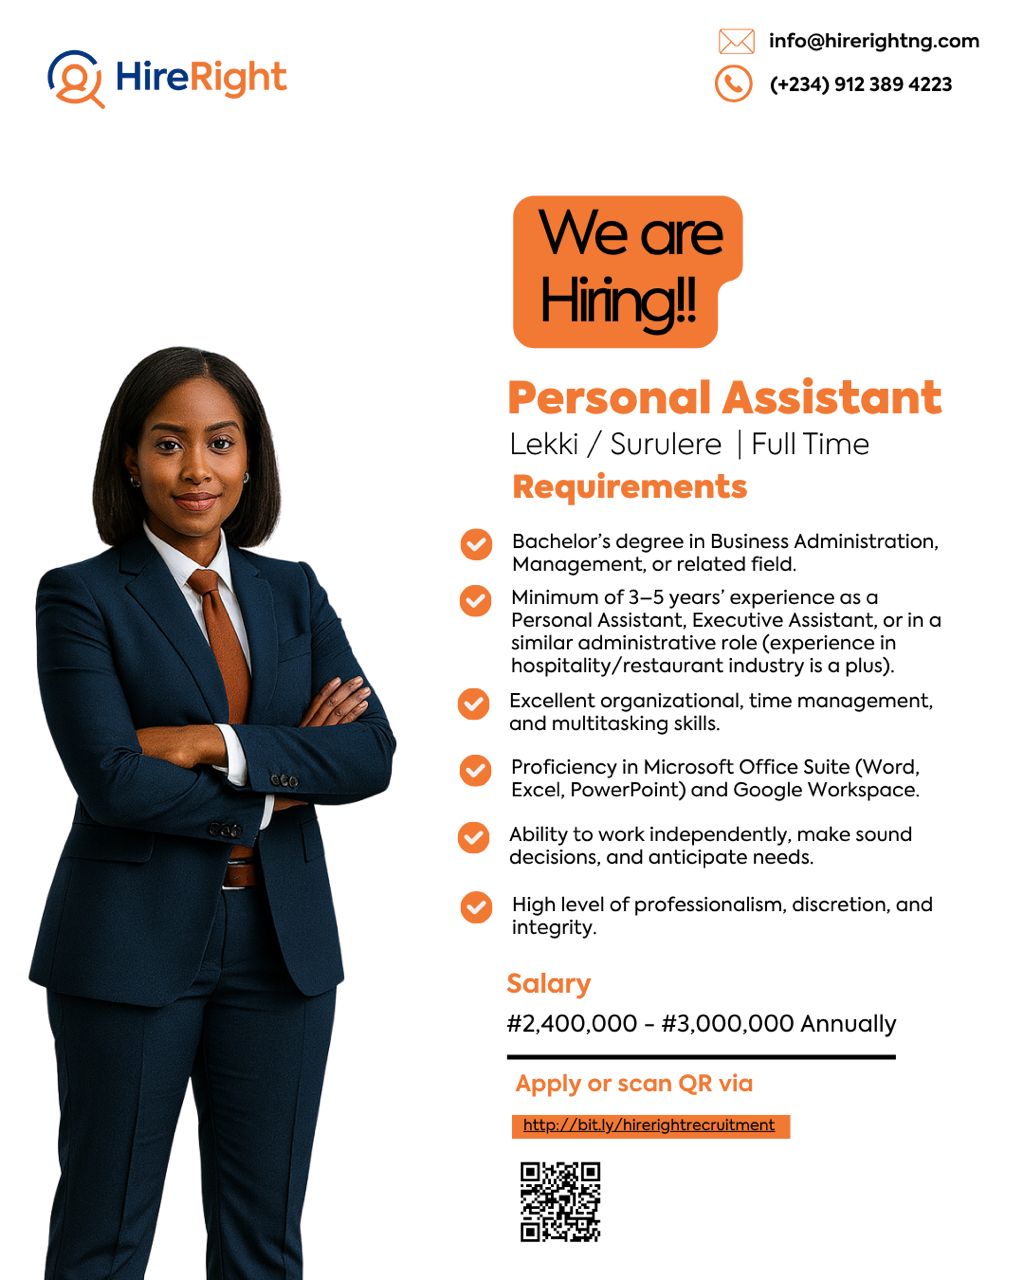 HireRight
info@hirerightng.com
(+234) 912 389 4223
We are
Hiring!!
Personal Assistant
Lekki / Surulere | Full Time
Requirements
Bachelor's degree in Business Administration,
Management, or related field.
Minimum of 3–5 years' experience as a
Personal Assistant, Executive Assistant, or in a
similar administrative role (experience in
hospitality/restaurant industry is a plus).
Excellent organizational, time management,
and multitasking skills.
Proficiency in Microsoft Office Suite (Word,
Excel, PowerPoint) and Google Workspace.
Ability to work independently, make sound
decisions, and anticipate needs.
High level of professionalism, discretion, and
integrity.
Salary
#2,400,000 - #3,000,000 Annually
Apply or scan QR via
http://bit.ly/hirerightrecruitment